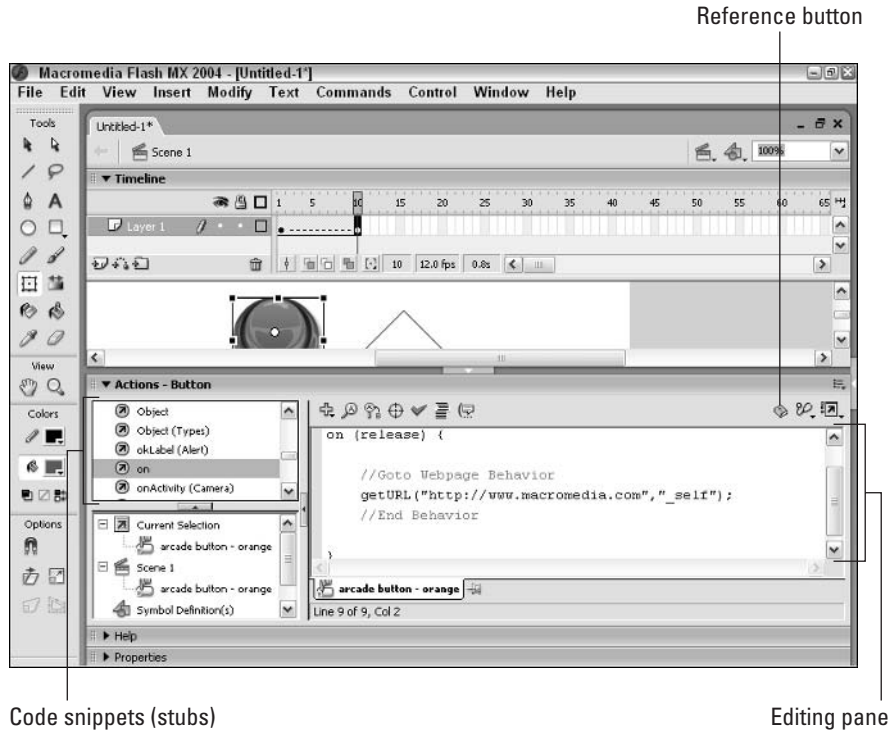 Reference button
Macromedia Flash MX 2004 - [Untitled-1*]
File Edit View Insert Modify Text Commands Control Window Help
Tools
Untitled-1*
Scene 1
100%
Timeline
1 5 10 15 20 25 30 35 40 45 50 55 60 65
Layer 1
10 12.0 fps 0.8s
View
Actions - Button
Colors
Object
Object (Types)
okLabel (Alert)
on
onActivity (Camera)
on (release) {
//Goto Webpage Behavior
getURL("http://www.macromedia.com","_self");
//End Behavior
}
Options
Current Selection
arcade button - orange
Scene 1
arcade button - orange
Symbol Definition(s)
arcade button - orange
Line 9 of 9, Col 2
Help
Properties
Code snippets (stubs)
Editing pane